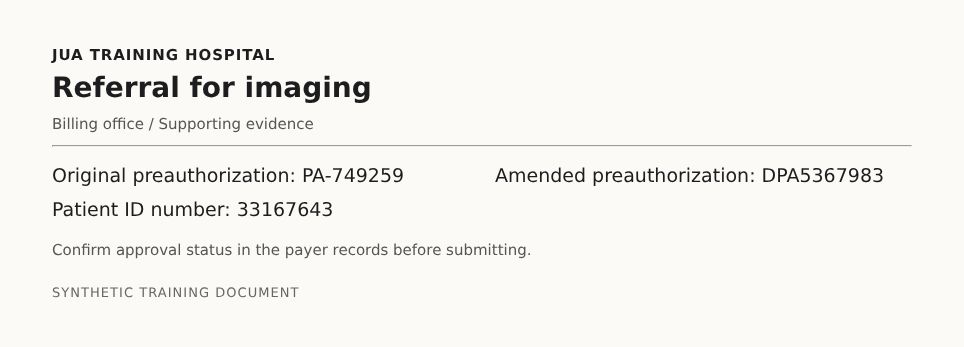 JUA TRAINING HOSPITAL
Referral for imaging
Billing office / Supporting evidence
Original preauthorization: PA-749259 Amended preauthorization: DPA5367983
Patient ID number: 33167643
Confirm approval status in the payer records before submitting.
SYNTHETIC TRAINING DOCUMENT